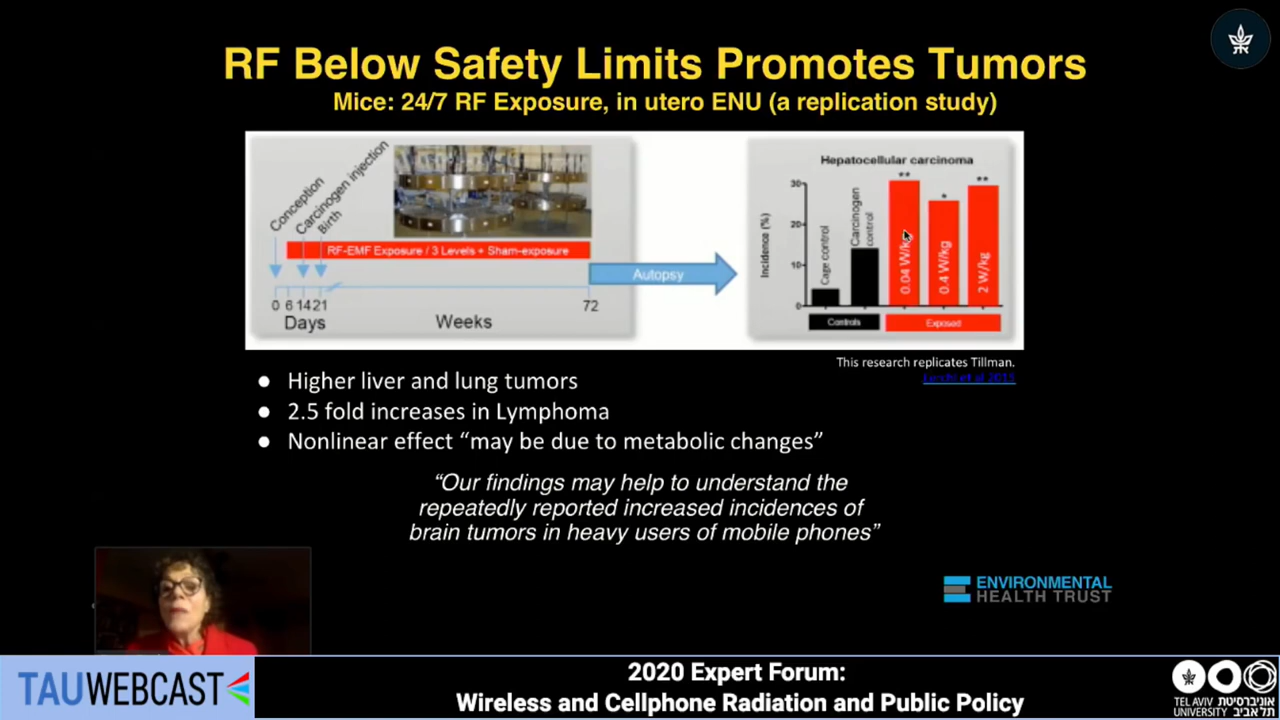 RF Below Safety Limits Promotes Tumors
Mice: 24/7 RF Exposure, in utero ENU (a replication study)
Conception
Carcinogen injection
Birth
RF-EMF Exposure / 3 Levels + Sham-exposure
0 6 14 21
72
Days
Weeks
Autopsy
Hepatocellular carcinoma
Incidence (%)
30
20
10
0
Cage control
Carcinogen
control
**
0.04 W/kg
*
0.4 W/kg
**
2 W/kg
Controls
Exposed
This research replicates Tillman.
● Higher liver and lung tumors
● 2.5 fold increases in Lymphoma
● Nonlinear effect “may be due to metabolic changes”
“Our findings may help to understand the
repeatedly reported increased incidences of
brain tumors in heavy users of mobile phones”
ENVIRONMENTAL
HEALTH TRUST
TAUWEBCAST
2020 Expert Forum:
Wireless and Cellphone Radiation and Public Policy
TEL AVIV אוניברסיטת
UNIVERSITY תל אביב